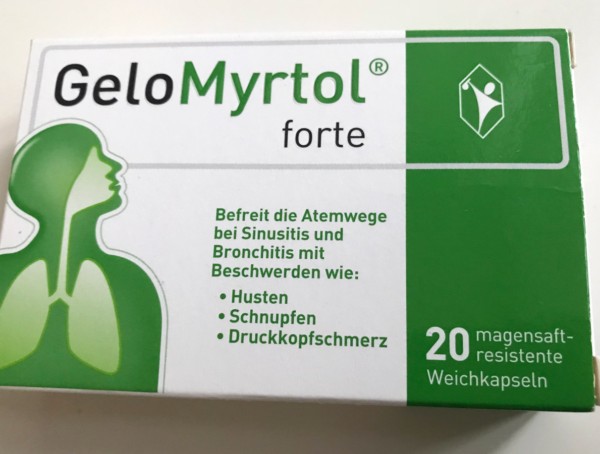 GeloMyrtol®
forte
Befreit die Atemwege
bei Sinusitis und
Bronchitis mit
Beschwerden wie:
• Husten
• Schnupfen
• Druckkopfschmerz
20 magensaft-
resistente
Weichkapseln